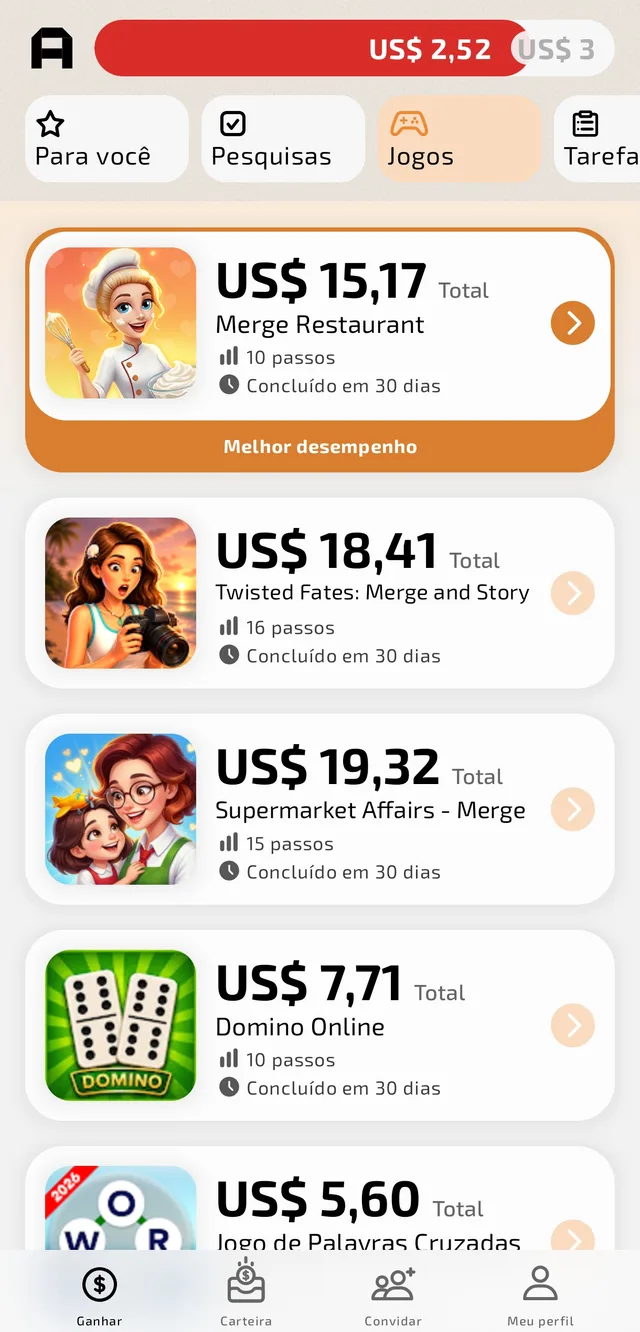 A
US$ 2,52
US$ 3
Para você
Pesquisas
Jogos
Tarefa
US$ 15,17 Total
Merge Restaurant
10 passos
Concluído em 30 dias
Melhor desempenho
US$ 18,41 Total
Twisted Fates: Merge and Story
16 passos
Concluído em 30 dias
US$ 19,32 Total
Supermarket Affairs - Merge
15 passos
Concluído em 30 dias
DOMINO
US$ 7,71 Total
Domino Online
10 passos
Concluído em 30 dias
2026
W O R
US$ 5,60 Total
Jogo de Palavras Cruzadas
$
Ganhar
$
Carteira
Convidar
Meu perfil